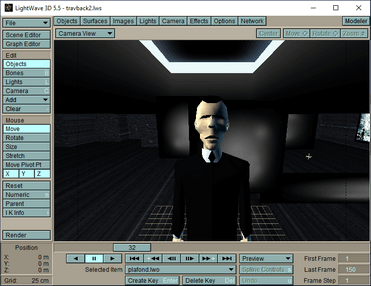 LightWave 3D 5.5 - travback2.lws
File
Objects Surfaces Images Lights Camera Effects Options Network
Modeler
Scene Editor
Camera View
Center Move Rotate Zoom
Graph Editor
Edit
Objects
Bones
Lights
Camera
Add
Clear
Mouse
Move
Rotate
Size
Stretch
Move Pivot Pt
X Y Z
Reset
Numeric
Parent
I K Info
Render
32
Position
X: 0 m
Y: 0 m
Z: 0 m
Preview
First Frame 1
Selected Item plafond.lwo
Spline Controls
Last Frame 150
Grid: 25 cm
Create Key Delete Key
Undo
Frame Step 1